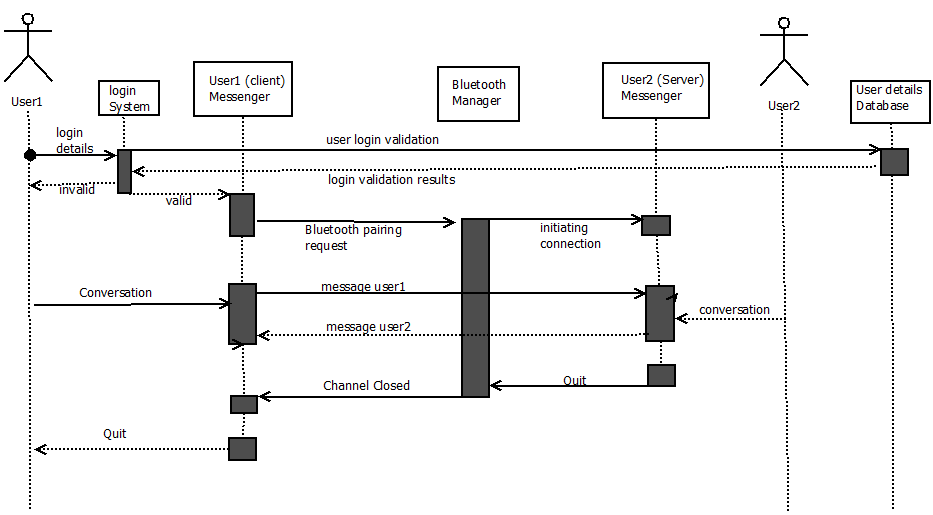 User1
login
System
User1 (client)
Messenger
Bluetooth
Manager
User2 (Server)
Messenger
User2
User details
Database
login
details
user login validation
login validation results
invalid
valid
Bluetooth pairing
request
initiating
connection
Conversation
message user1
conversation
message user2
Quit
Channel Closed
Quit